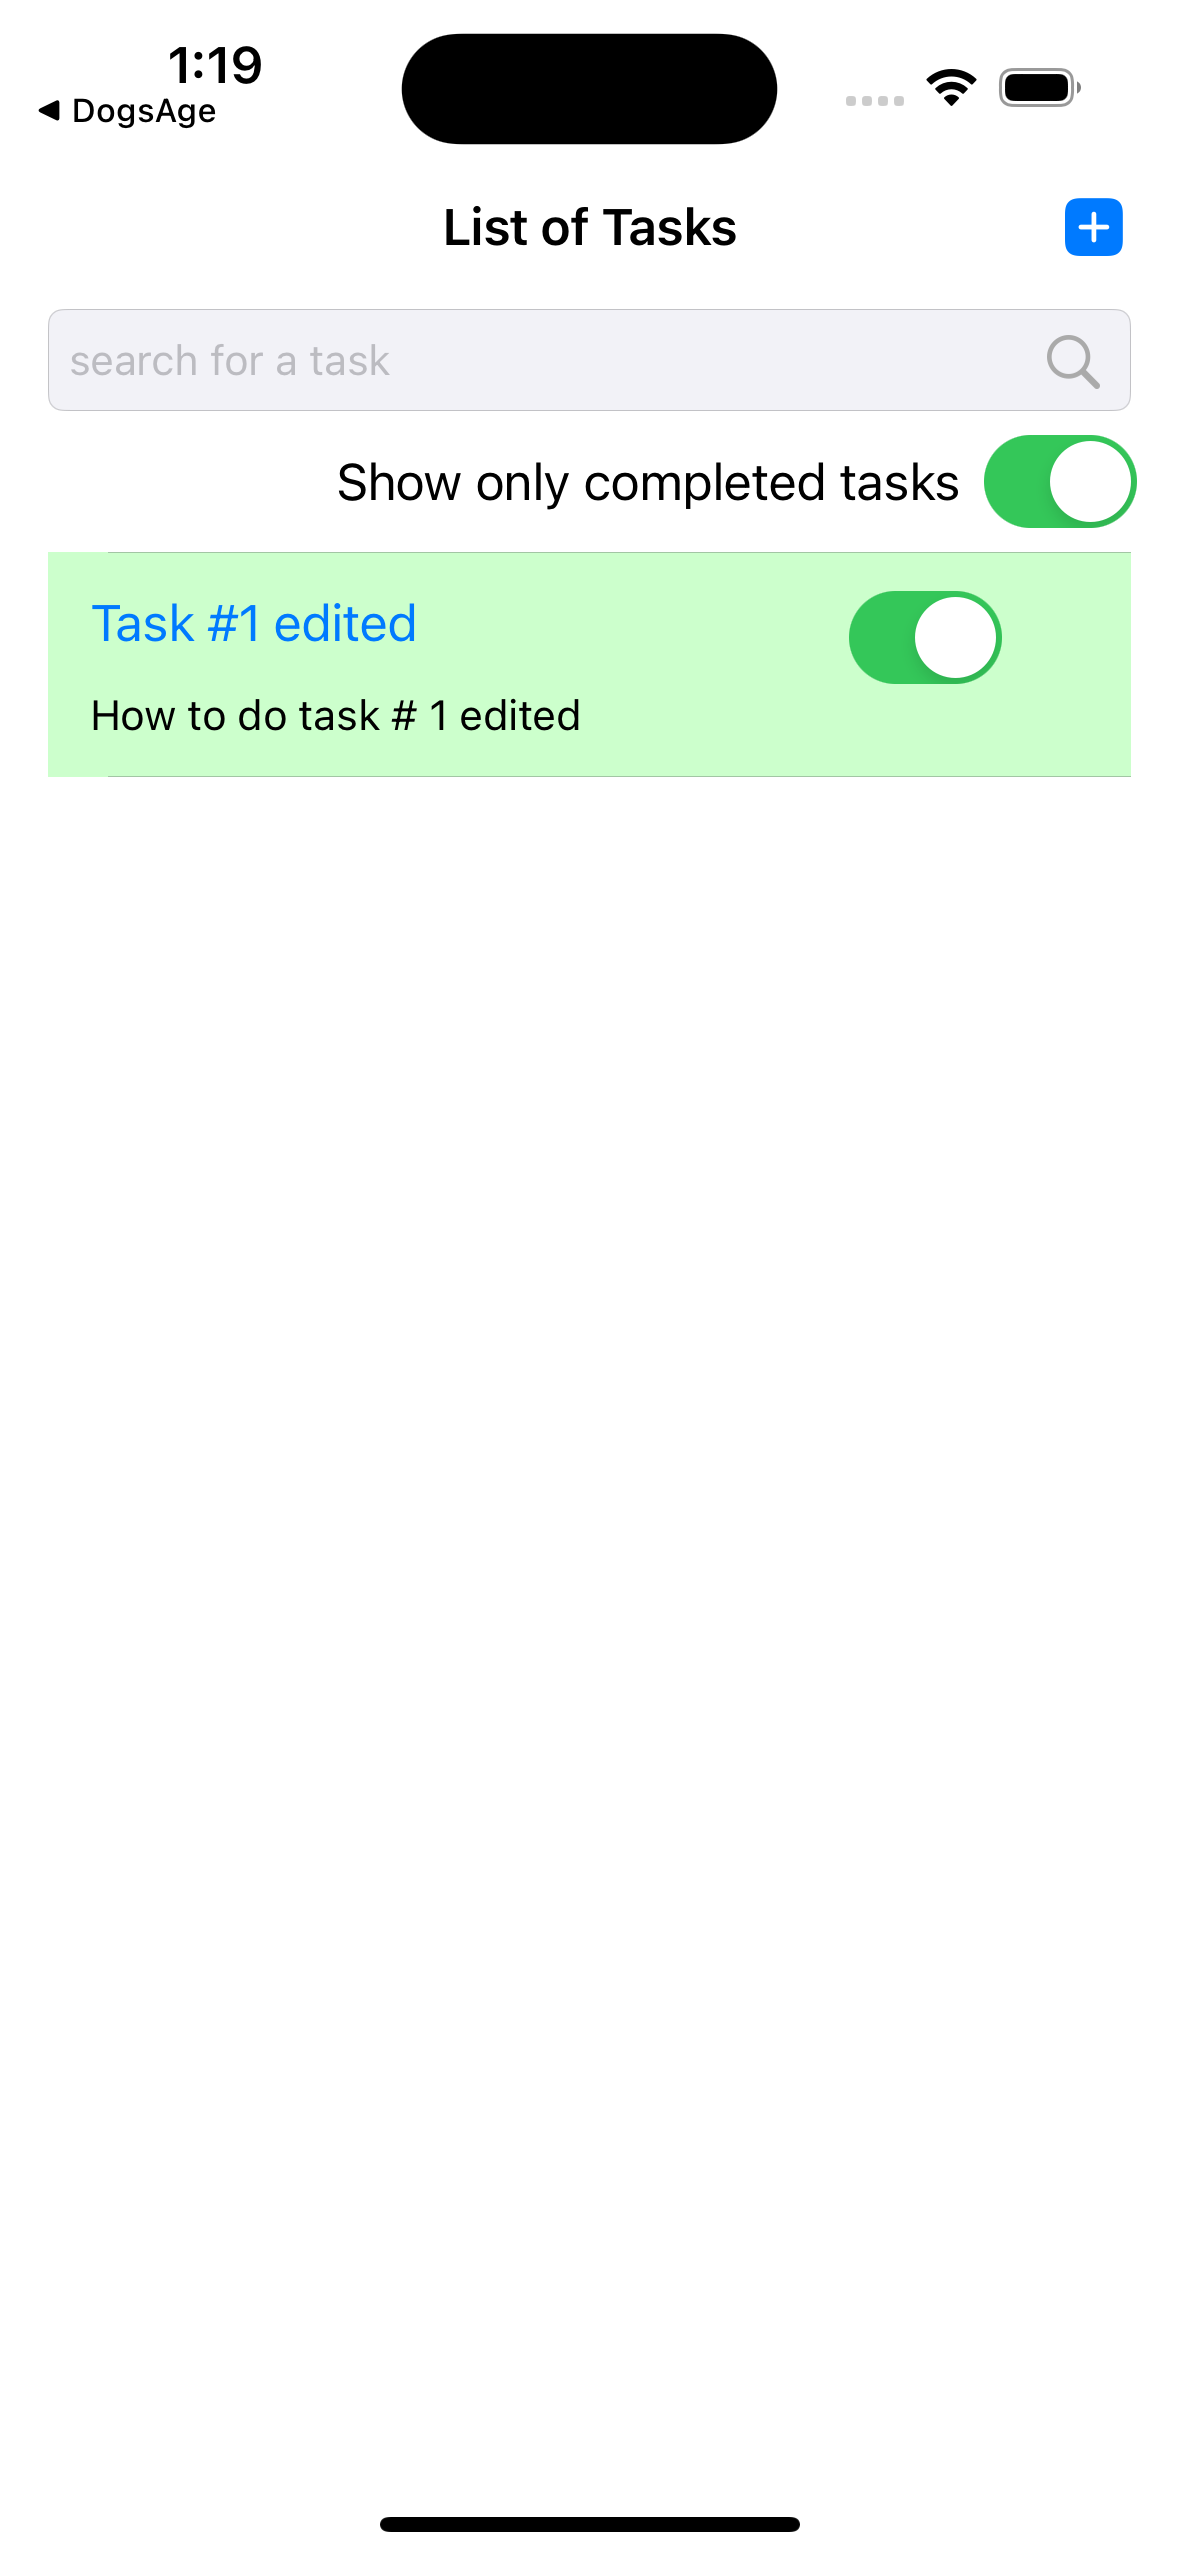 1:19
◀ DogsAge
List of Tasks
search for a task
Show only completed tasks
Task #1 edited
How to do task # 1 edited